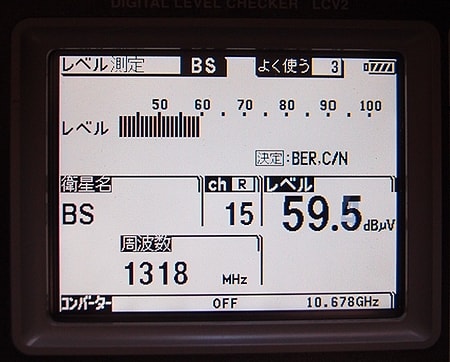 DIGITAL LEVEL CHECKER LCV2
レベル測定 BS よく使う 3
50 60 70 80 90 100
レベル
決定:BER,C/N
衛星名 ch R レベル
BS 15 59.5 dBμV
周波数
1318 MHz
コンバーター OFF 10.678GHz